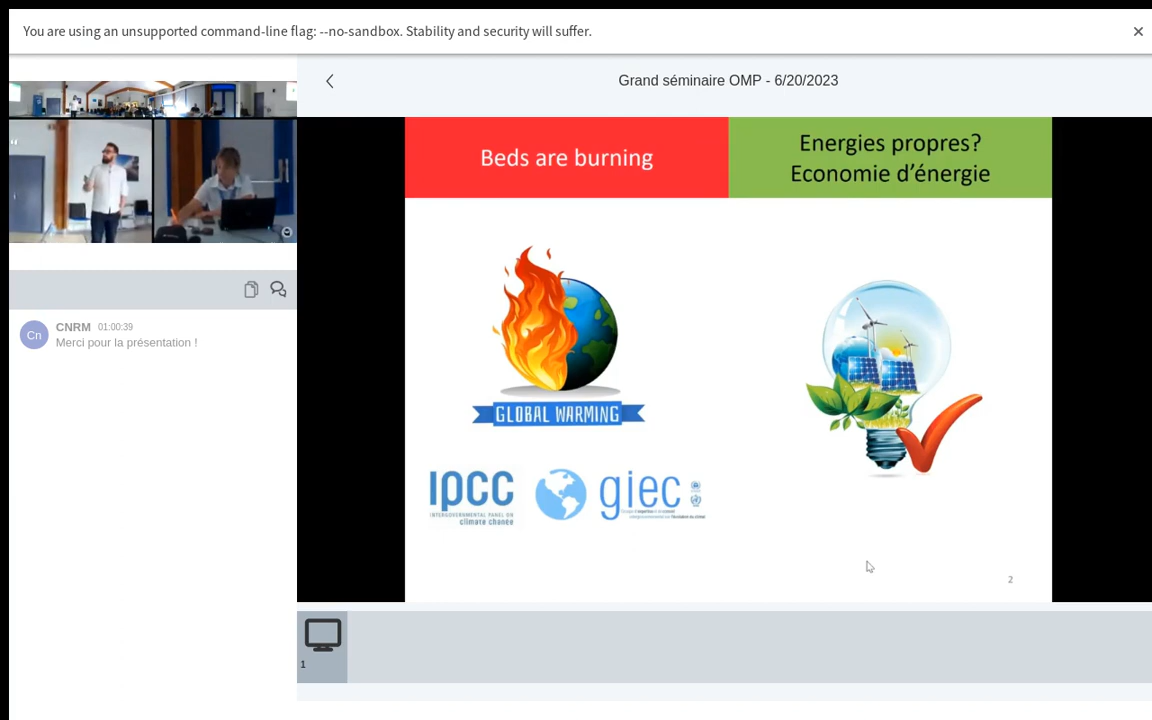 You are using an unsupported command-line flag: --no-sandbox. Stability and security will suffer.
Grand séminaire OMP - 6/20/2023
Cn
CNRM 01:00:39
Merci pour la présentation !
Beds are burning
Energies propres?
Economie d'énergie
GLOBAL WARMING
ipcc
INTERGOVERNMENTAL PANEL ON
climate change
giec
2
1